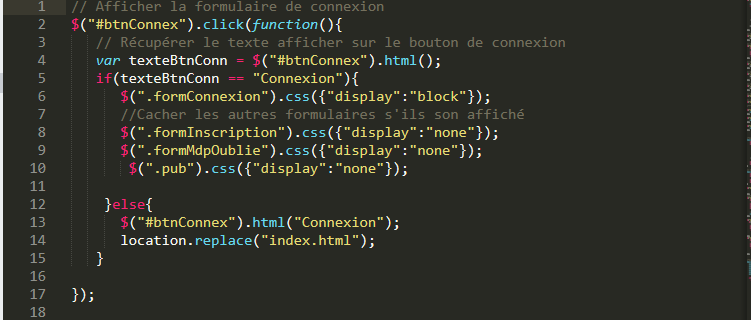 1 // Afficher la formulaire de connexion
2 $("#btnConnex").click(function(){
3 // Récupérer le texte afficher sur le bouton de connexion
4 var texteBtnConn = $("#btnConnex").html();
5 if(texteBtnConn == "Connexion"){
6 $(".formConnexion").css({"display":"block"});
7 //Cacher les autres formulaires s'ils son affiché
8 $(".formInscription").css({"display":"none"});
9 $(".formMdpOublie").css({"display":"none"});
10 $(".pub").css({"display":"none"});
11
12 }else{
13 $("#btnConnex").html("Connexion");
14 location.replace("index.html");
15 }
16
17 });
18